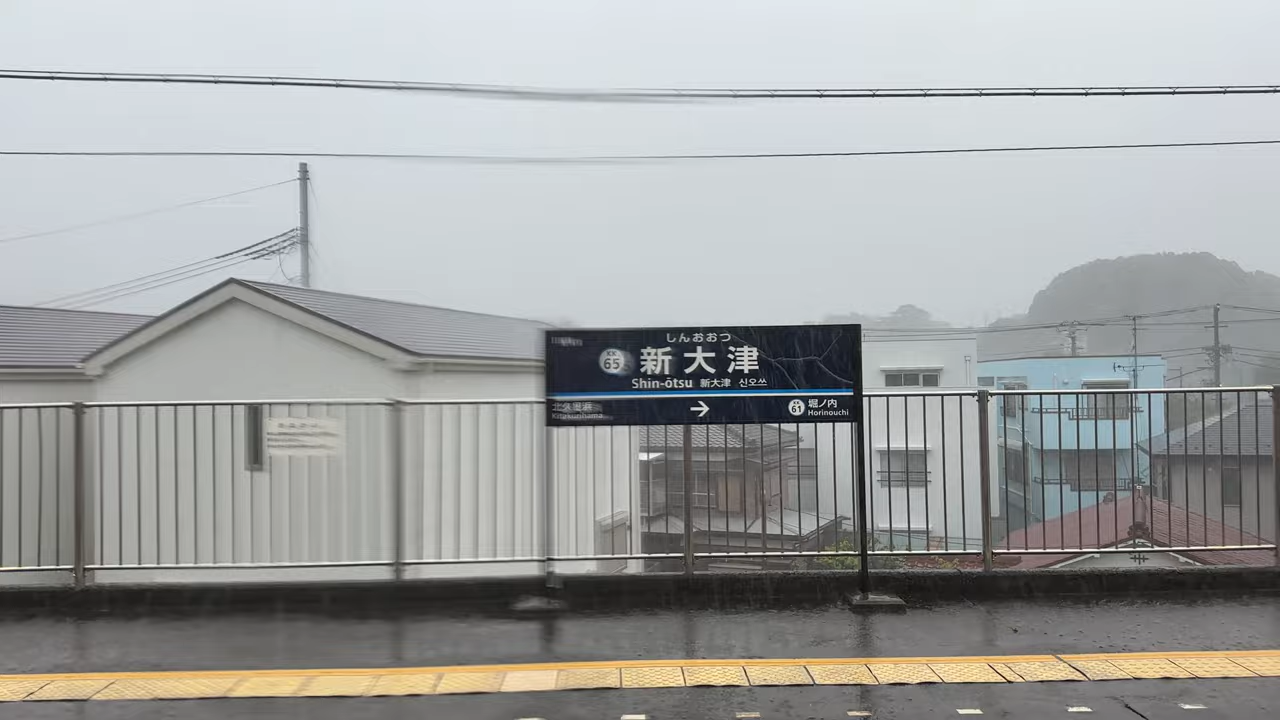 しんおおつ
KK
65
新大津
Shin-ōtsu 新大津 신오쓰
北久里浜
Kitakurihama
→
KK
61
堀ノ内
Horinouchi